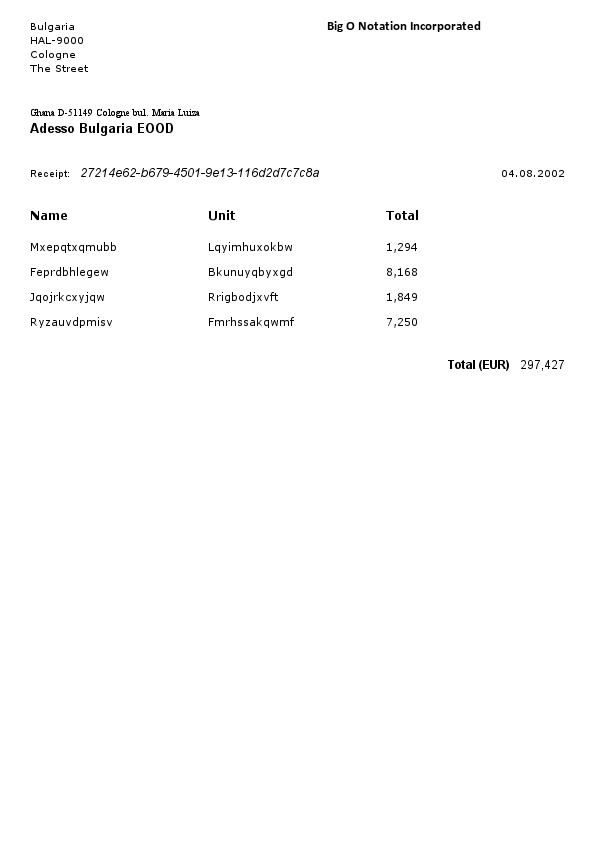 Bulgaria
HAL-9000
Cologne
The Street
Big O Notation Incorporated
Ghana D-51149 Cologne bul. Maria Luiza
Adesso Bulgaria EOOD
Receipt: 27214e62-b679-4501-9e13-116d2d7c7c8a 04.08.2002
Name Unit Total
Mxepqtxqmubb Lqyimhuxokbw 1,294
Feprdbhlegew Bkunuyqbyxgd 8,168
Jqojrkcxyjqw Rrigbodjxvft 1,849
Ryzauvdpmisv Fmrhssakqwmf 7,250
Total (EUR) 297,427